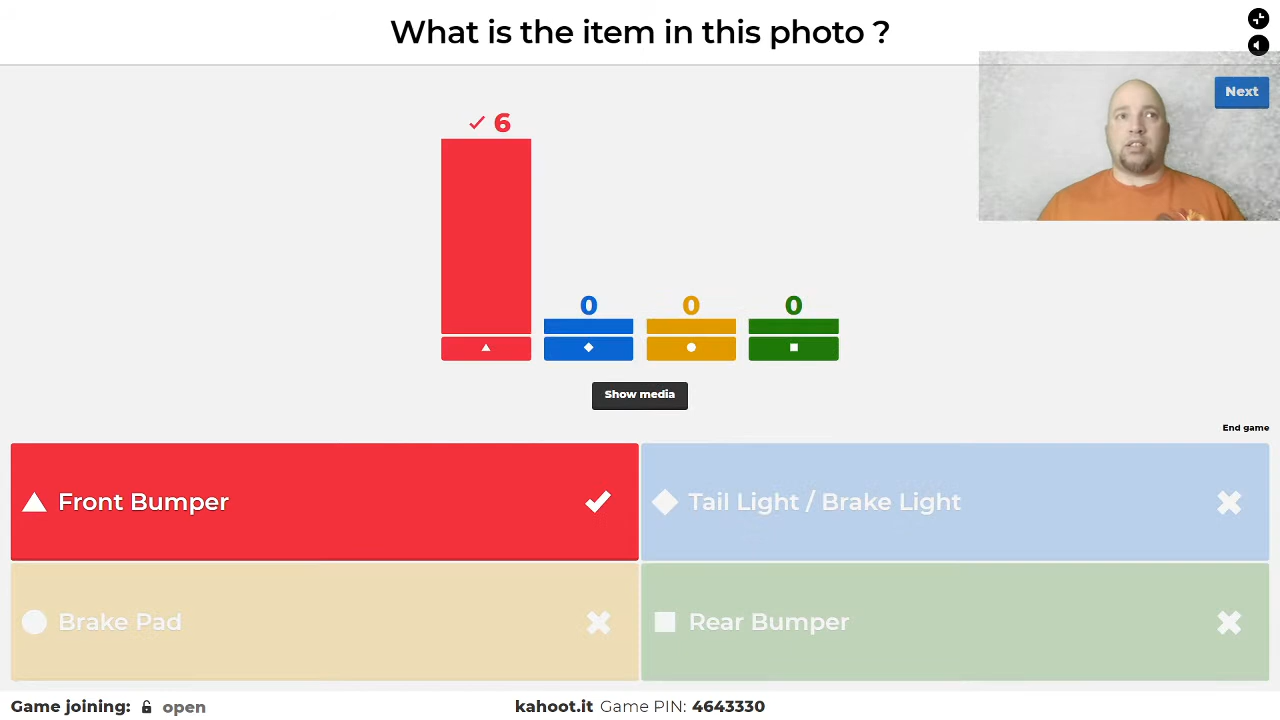 What is the item in this photo ?
Next
6
0
0
0
Show media
End game
Front Bumper
Tail Light / Brake Light
Brake Pad
Rear Bumper
Game joining: open
kahoot.it Game PIN: 4643330